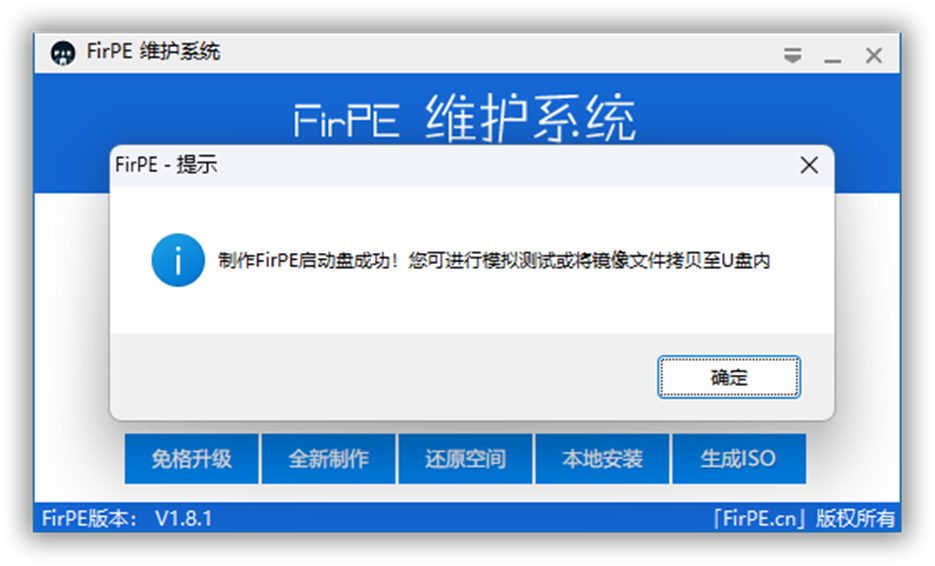 FirPE 维护系统
FirPE 维护系统
FirPE - 提示
制作FirPE启动盘成功！您可进行模拟测试或将镜像文件拷贝至U盘内
确定
免格升级 全新制作 还原空间 本地安装 生成ISO
FirPE版本： V1.8.1 「FirPE.cn」版权所有